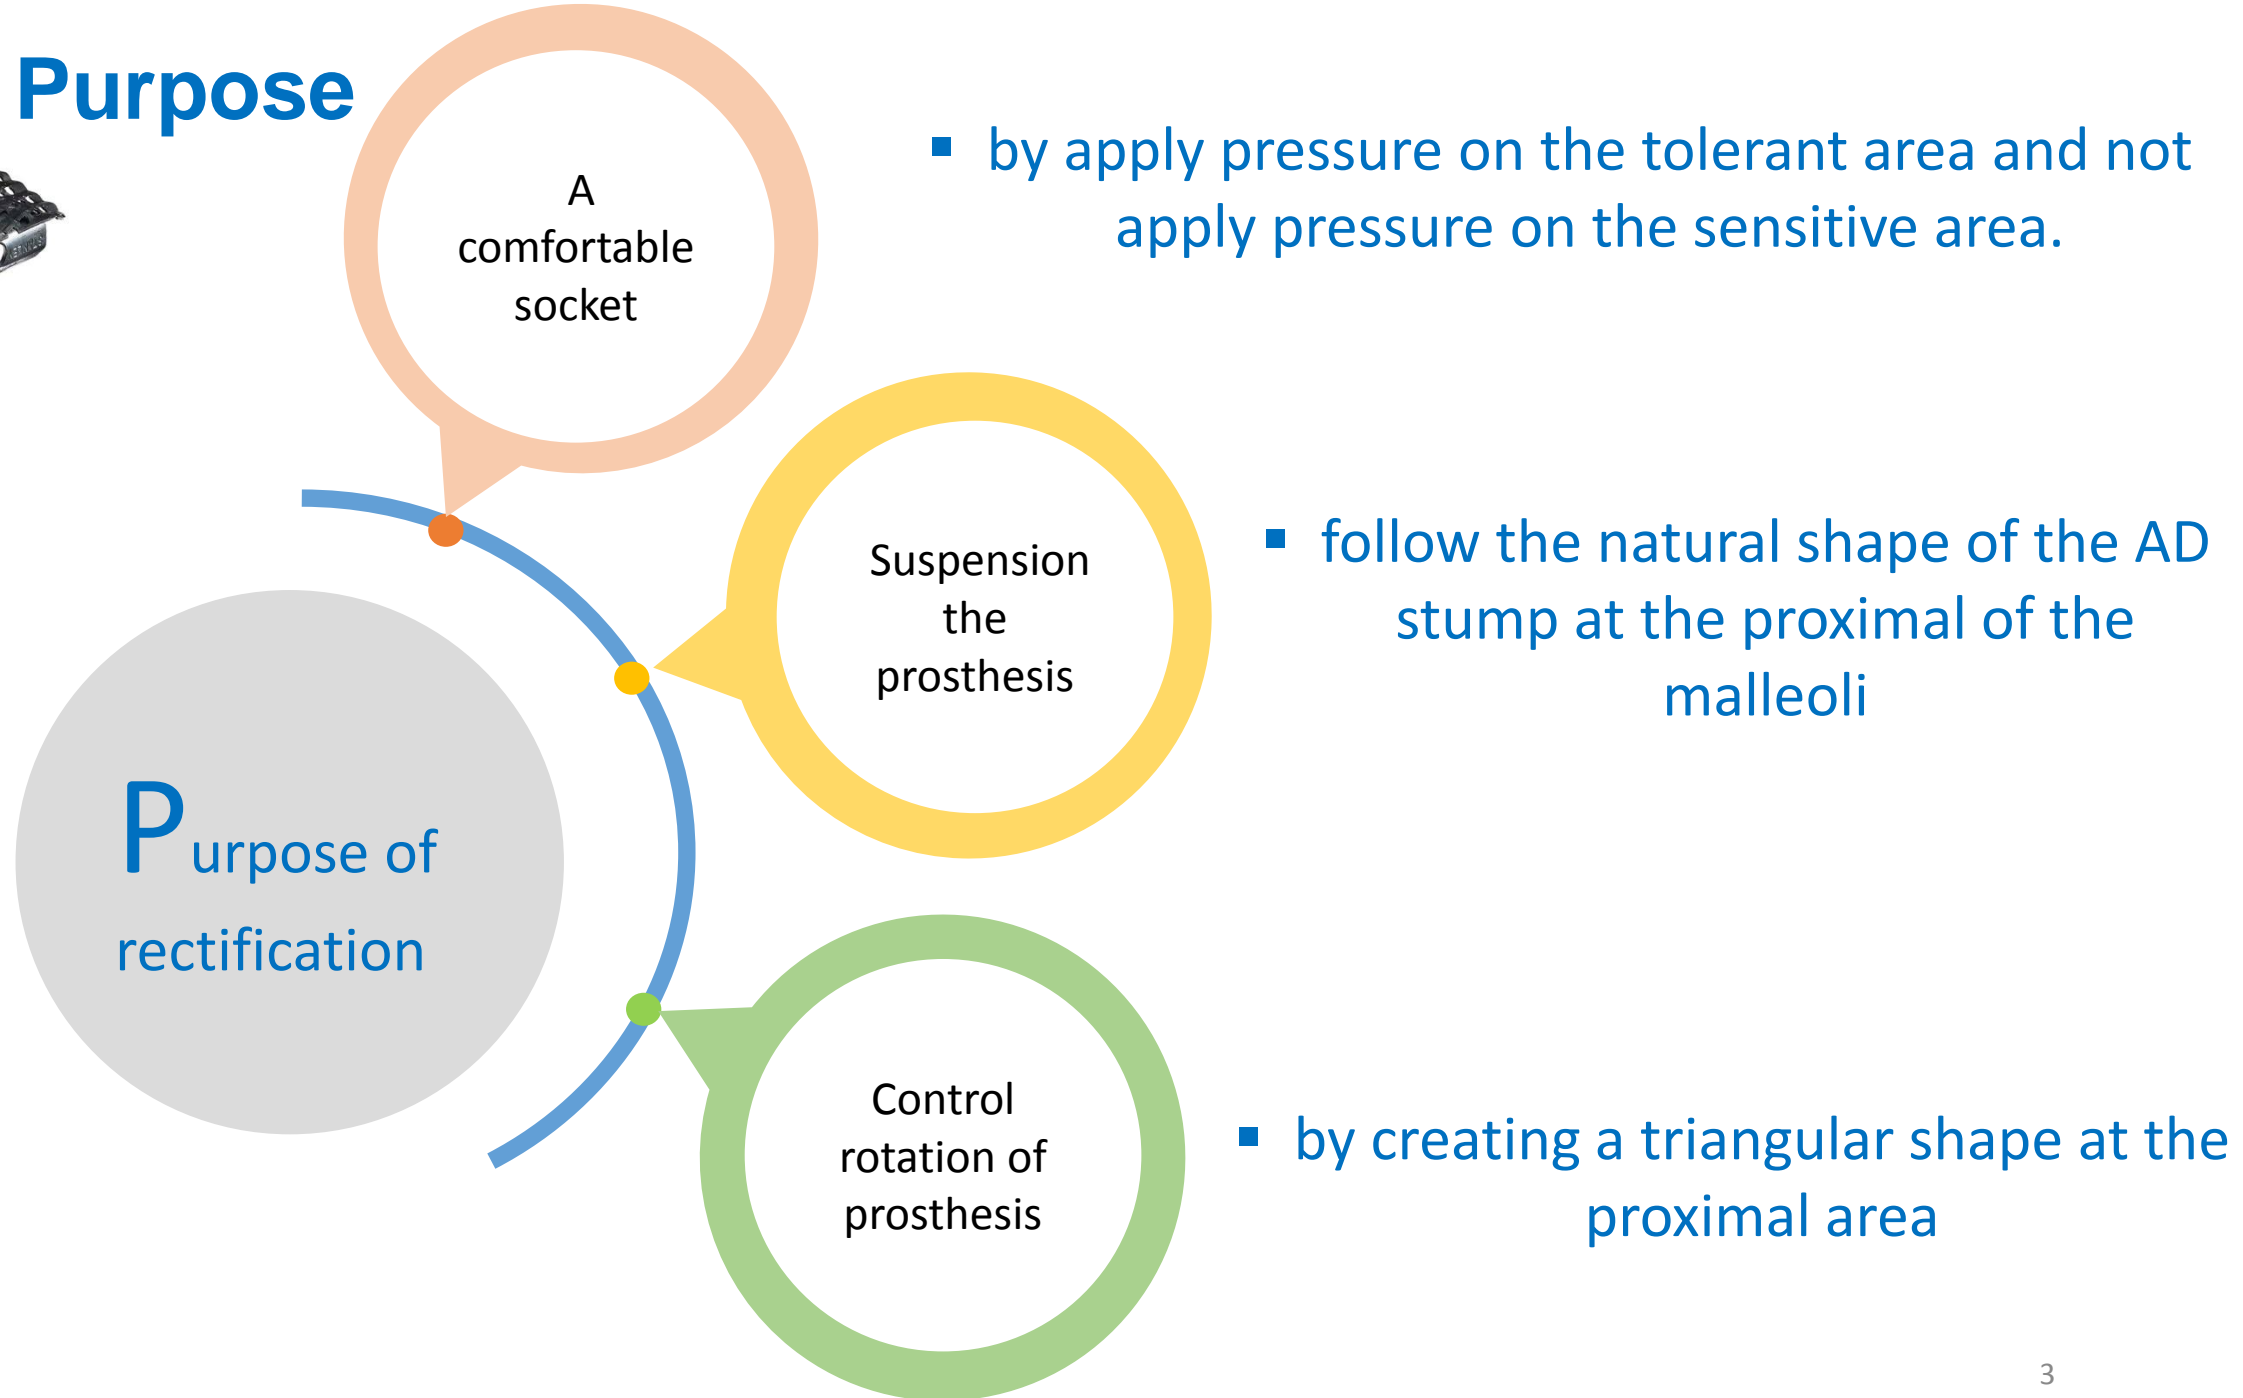 Purpose
A
comfortable
socket
▪ by apply pressure on the tolerant area and not
apply pressure on the sensitive area.
Suspension
the
prosthesis
▪ follow the natural shape of the AD
stump at the proximal of the
malleoli
Purpose of
rectification
Control
rotation of
prosthesis
▪ by creating a triangular shape at the
proximal area
3